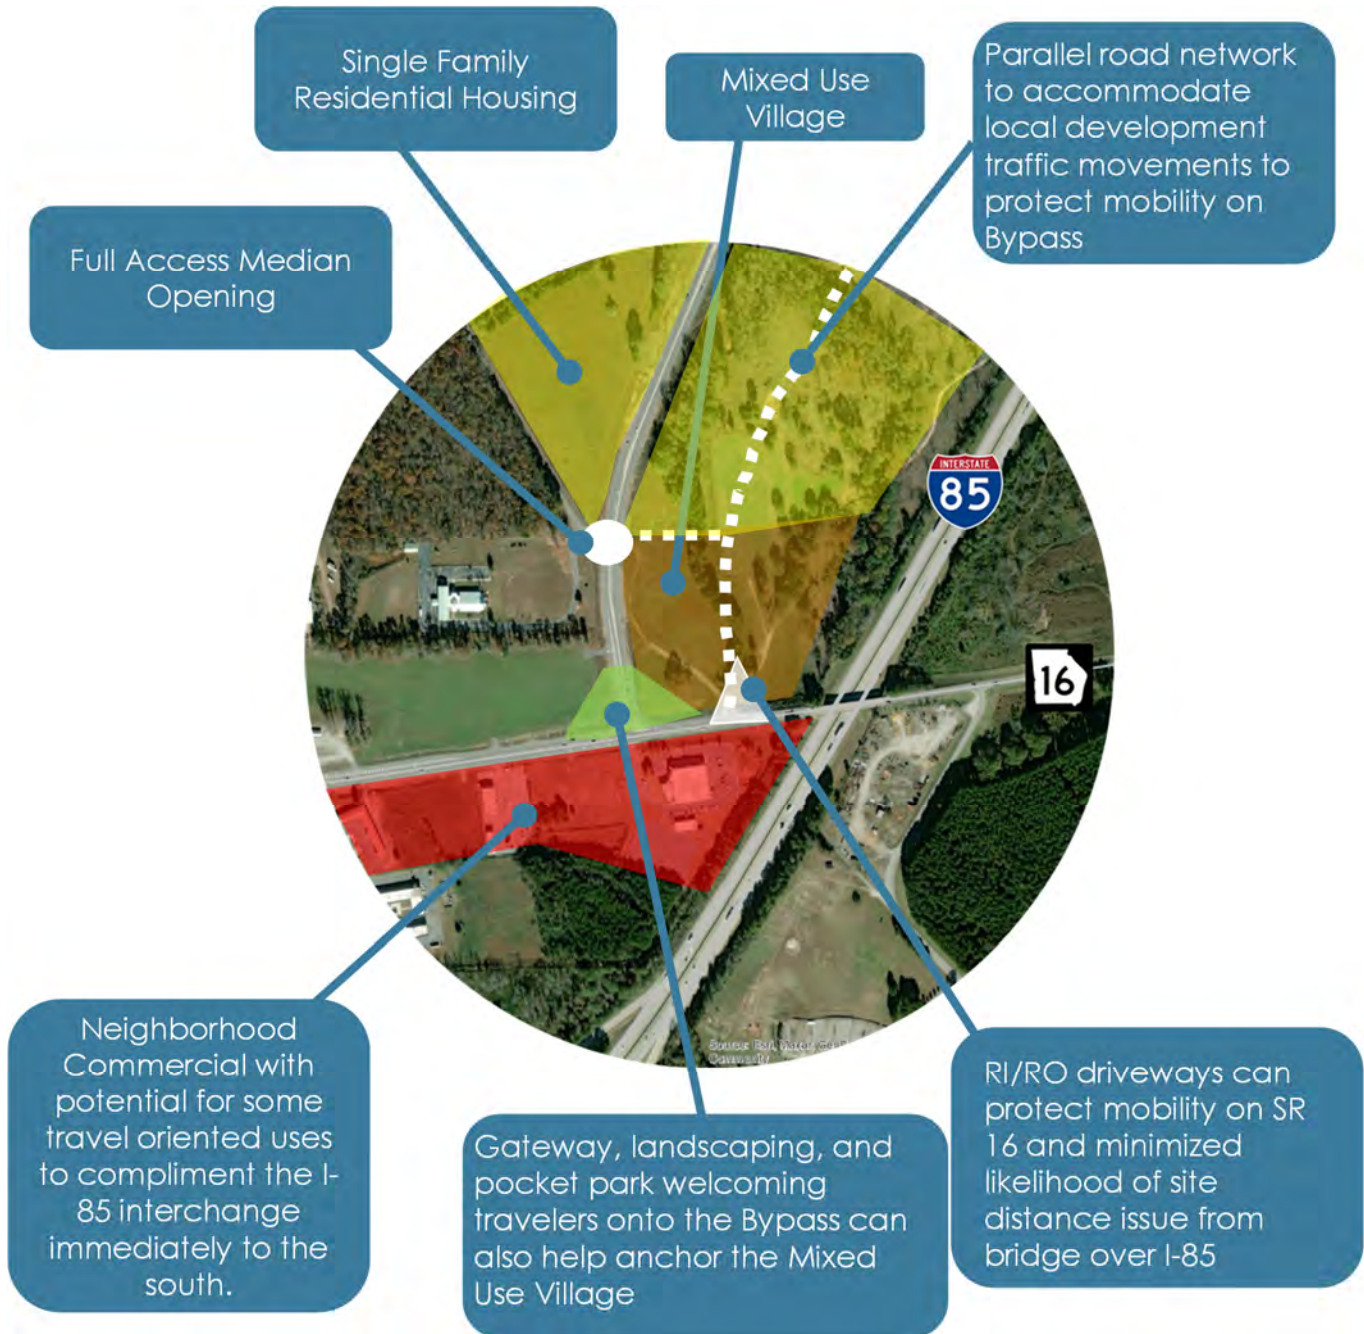 Single Family
Residential Housing
Mixed Use
Village
Parallel road network
to accommodate
local development
traffic movements to
protect mobility on
Bypass
Full Access Median
Opening
INTERSTATE
85
16
Neighborhood
Commercial with
potential for some
travel oriented uses
to compliment the I-
85 interchange
immediately to the
south.
Gateway, landscaping, and
pocket park welcoming
travelers onto the Bypass can
also help anchor the Mixed
Use Village
RI/RO driveways can
protect mobility on SR
16 and minimized
likelihood of site
distance issue from
bridge over I-85
Source: Esri, Maxar,
Community